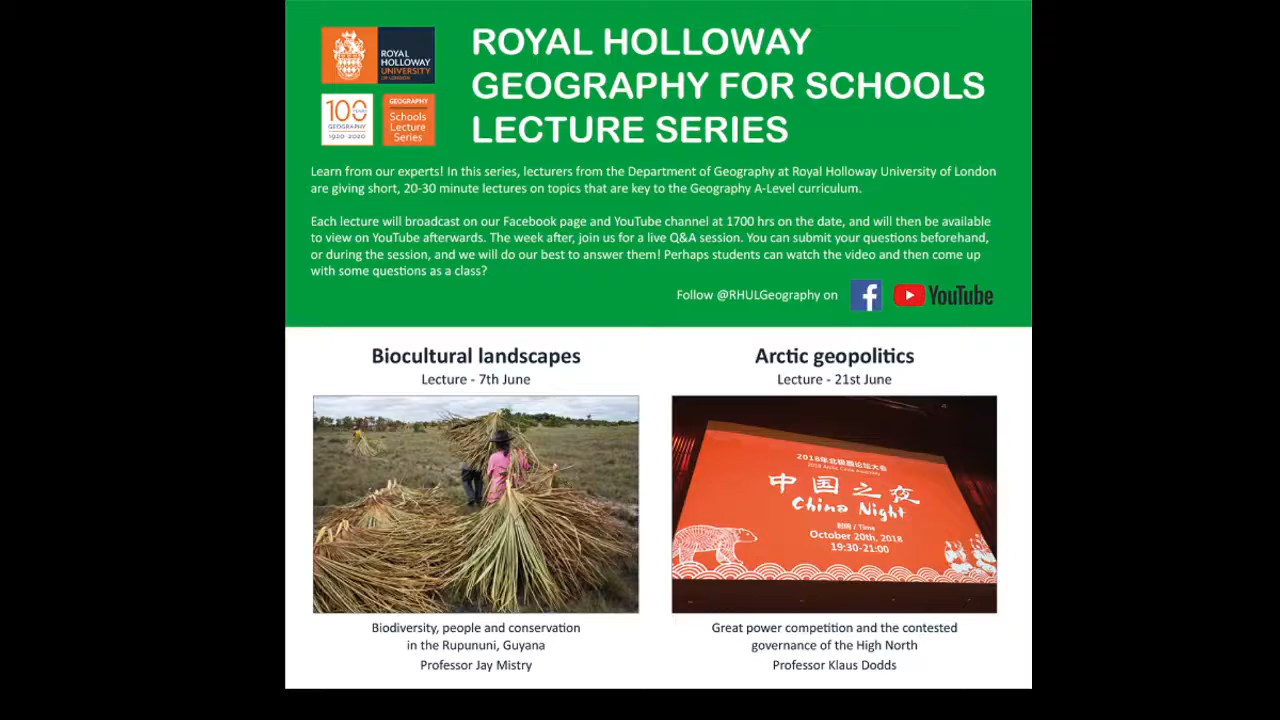 ROYAL
HOLLOWAY
UNIVERSITY
OF LONDON
100 YEARS
GEOGRAPHY
1920-2020
GEOGRAPHY
Schools
Lecture
Series
ROYAL HOLLOWAY
GEOGRAPHY FOR SCHOOLS
LECTURE SERIES
Learn from our experts! In this series, lecturers from the Department of Geography at Royal Holloway University of London
are giving short, 20-30 minute lectures on topics that are key to the Geography A-Level curriculum.
Each lecture will broadcast on our Facebook page and YouTube channel at 1700 hrs on the date, and will then be available
to view on YouTube afterwards. The week after, join us for a live Q&A session. You can submit your questions beforehand,
or during the session, and we will do our best to answer them! Perhaps students can watch the video and then come up
with some questions as a class?
Follow @RHULGeography on
f
YouTube
Biocultural landscapes
Lecture - 7th June
Biodiversity, people and conservation
in the Rupununi, Guyana
Professor Jay Mistry
Arctic geopolitics
Lecture - 21st June
2018年北极圈论坛大会
2018 Arctic Circle Assembly
中国之夜
China Night
时间 / Time
October 20th, 2018
19:30-21:00
Great power competition and the contested
governance of the High North
Professor Klaus Dodds